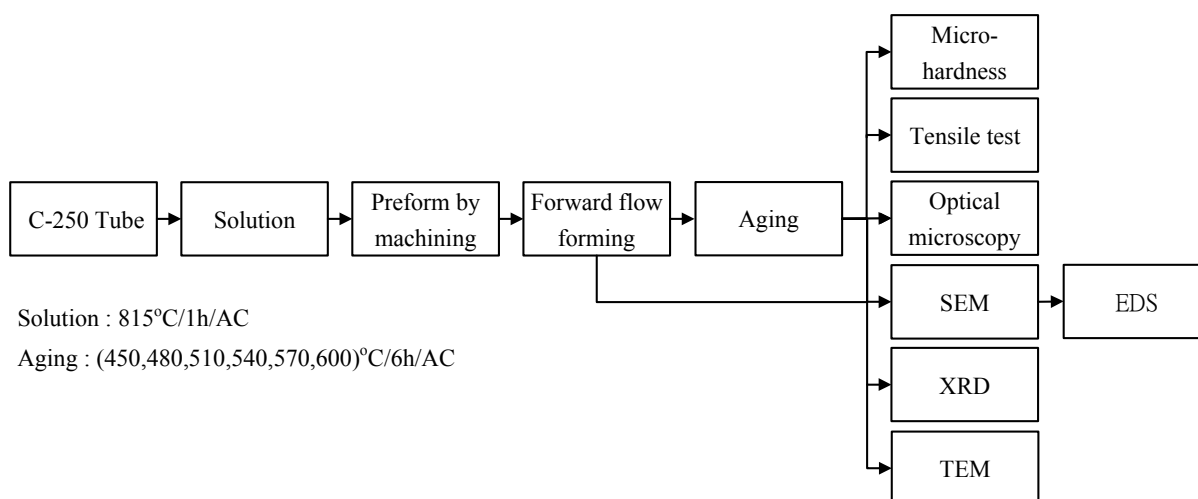 Micro-
hardness
Tensile test
C-250 Tube
Solution
Preform by
machining
Forward flow
forming
Aging
Optical
microscopy
SEM
EDS
XRD
TEM
Solution : 815°C/1h/AC
Aging : (450,480,510,540,570,600)°C/6h/AC